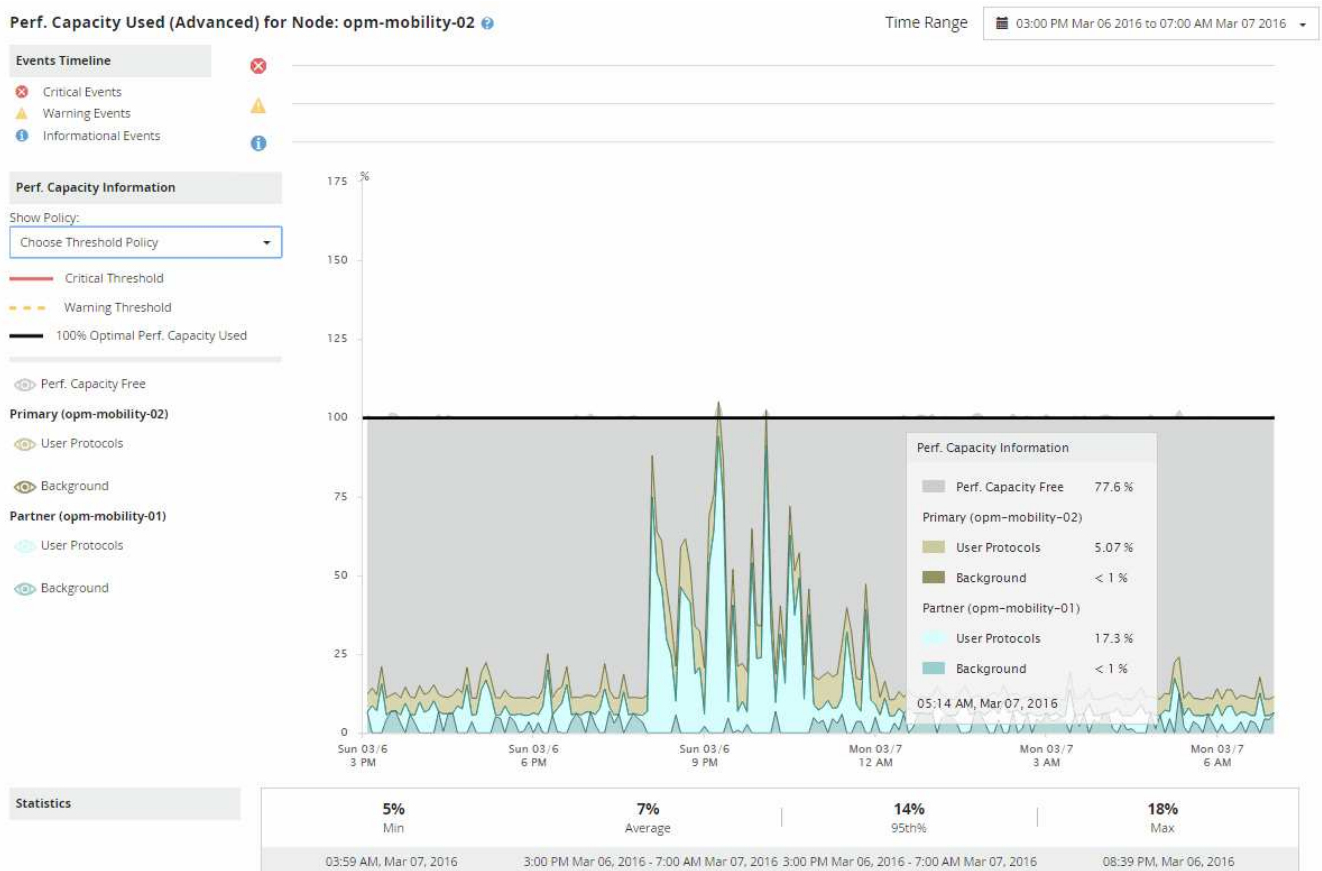 Perf. Capacity Used (Advanced) for Node: opm-mobility-02 ?
Time Range 03:00 PM Mar 06 2016 to 07:00 AM Mar 07 2016
Events Timeline
Critical Events
Warning Events
Informational Events
Perf. Capacity Information
Show Policy:
Choose Threshold Policy
Critical Threshold
Warning Threshold
100% Optimal Perf. Capacity Used
Perf. Capacity Free
Primary (opm-mobility-02)
User Protocols
Background
Partner (opm-mobility-01)
User Protocols
Background
175 %
150
125
100
75
50
25
0
Sun 03/6 Sun 03/6 Sun 03/6 Mon 03/7 Mon 03/7 Mon 03/7
3 PM 6 PM 9 PM 12 AM 3 AM 6 AM
Perf. Capacity Information
Perf. Capacity Free 77.6 %
Primary (opm-mobility-02)
User Protocols 5.07 %
Background < 1 %
Partner (opm-mobility-01)
User Protocols 17.3 %
Background < 1 %
05:14 AM, Mar 07, 2016
Statistics
5% 7% 14% 18%
Min Average 95th% Max
03:59 AM, Mar 07, 2016 3:00 PM Mar 06, 2016 - 7:00 AM Mar 07, 2016 3:00 PM Mar 06, 2016 - 7:00 AM Mar 07, 2016 08:39 PM, Mar 06, 2016